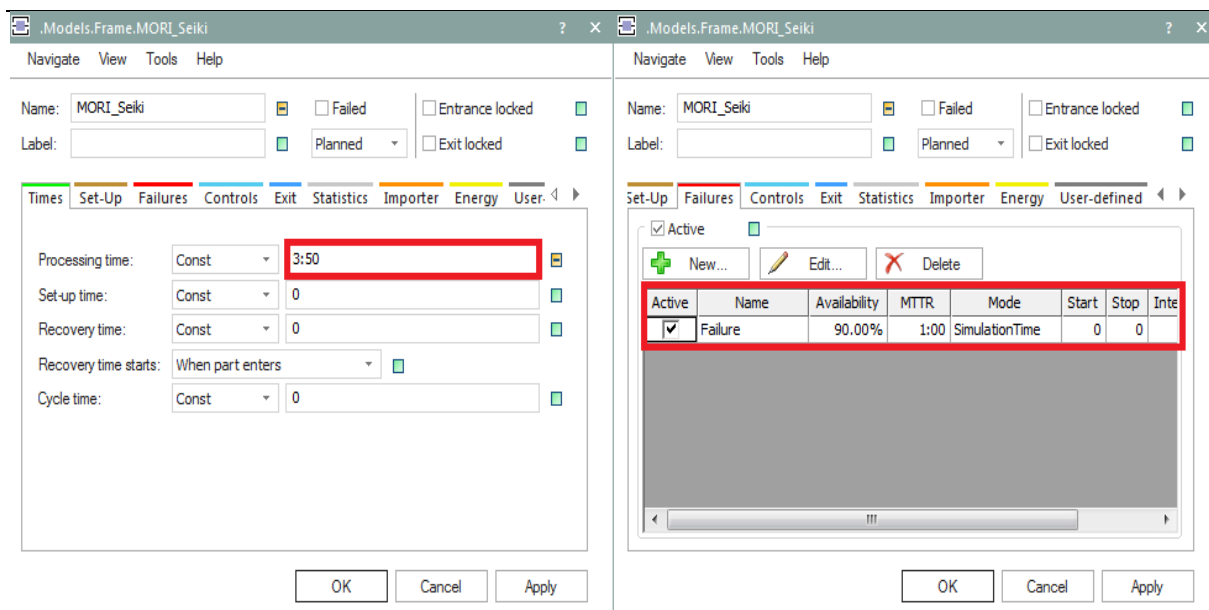 .Models.Frame.MORI_Seiki ? ×
Navigate View Tools Help
Name: MORI_Seiki Failed Entrance locked
Label: Planned Exit locked
Times Set-Up Failures Controls Exit Statistics Importer Energy User-
Processing time: Const 3:50
Set-up time: Const 0
Recovery time: Const 0
Recovery time starts: When part enters
Cycle time: Const 0
OK Cancel Apply
.Models.Frame.MORI_Seiki ? ×
Navigate View Tools Help
Name: MORI_Seiki Failed Entrance locked
Label: Planned Exit locked
Set-Up Failures Controls Exit Statistics Importer Energy User-defined
Active
New... Edit... Delete
Active Name Availability MTTR Mode Start Stop Inte
Failure 90.00% 1:00 SimulationTime 0 0
OK Cancel Apply